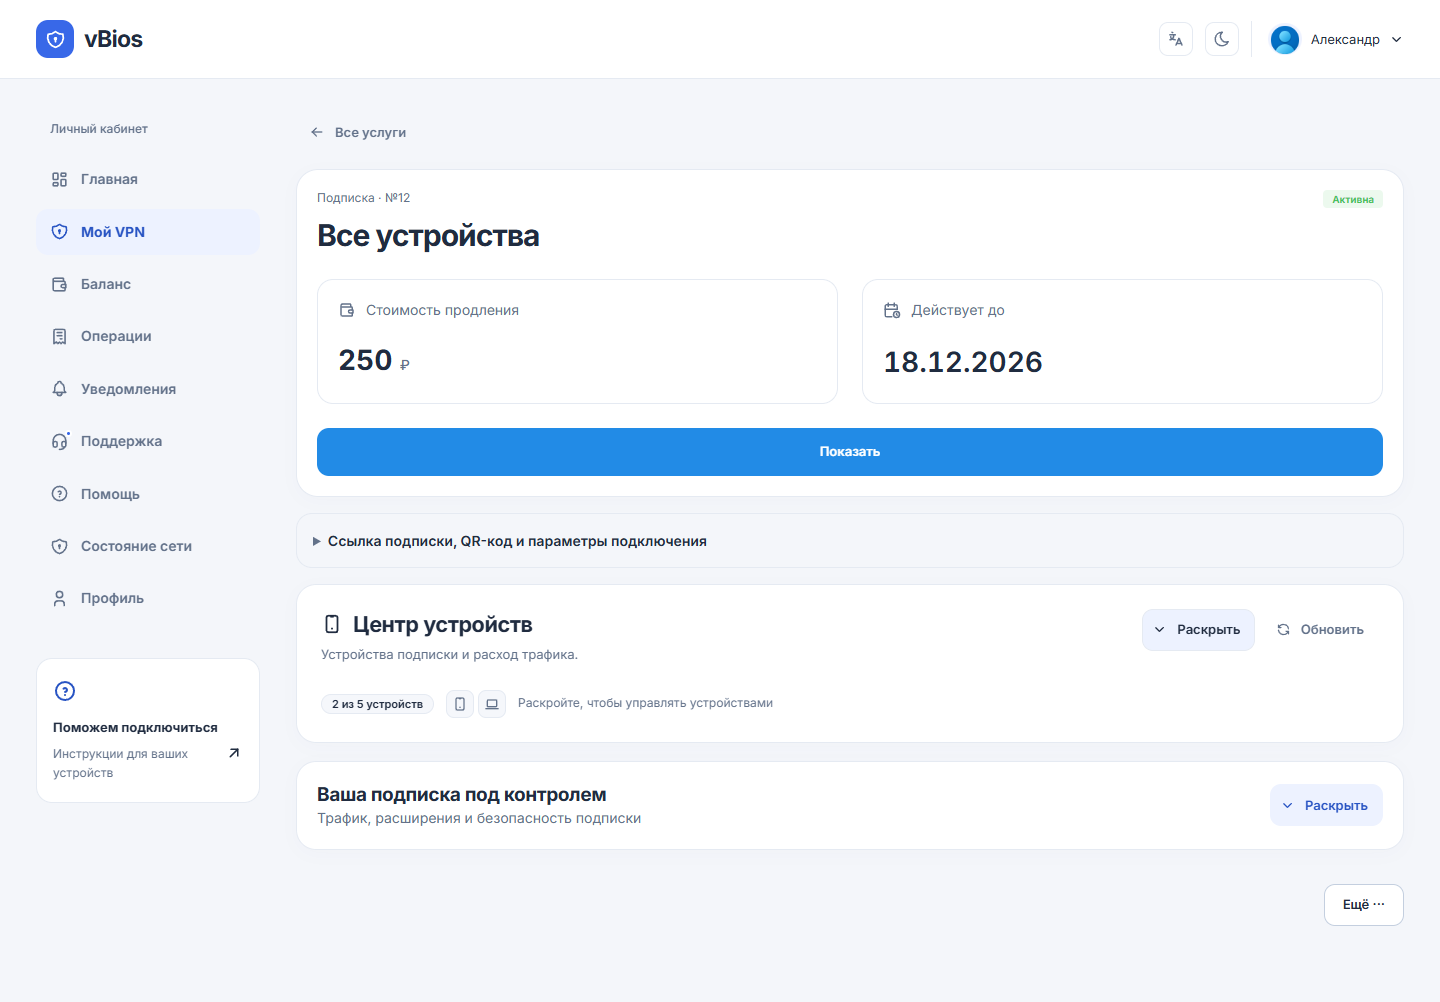 vBios
Александр
Личный кабинет
Главная
Мой VPN
Баланс
Операции
Уведомления
Поддержка
Помощь
Состояние сети
Профиль
Поможем подключиться
Инструкции для ваших
устройств
Все услуги
Подписка · №12
Активна
Все устройства
Стоимость продления
250 ₽
Действует до
18.12.2026
Показать
Ссылка подписки, QR-код и параметры подключения
Центр устройств
Раскрыть
Обновить
Устройства подписки и расход трафика.
2 из 5 устройств
Раскройте, чтобы управлять устройствами
Ваша подписка под контролем
Трафик, расширения и безопасность подписки
Раскрыть
Ещё ···